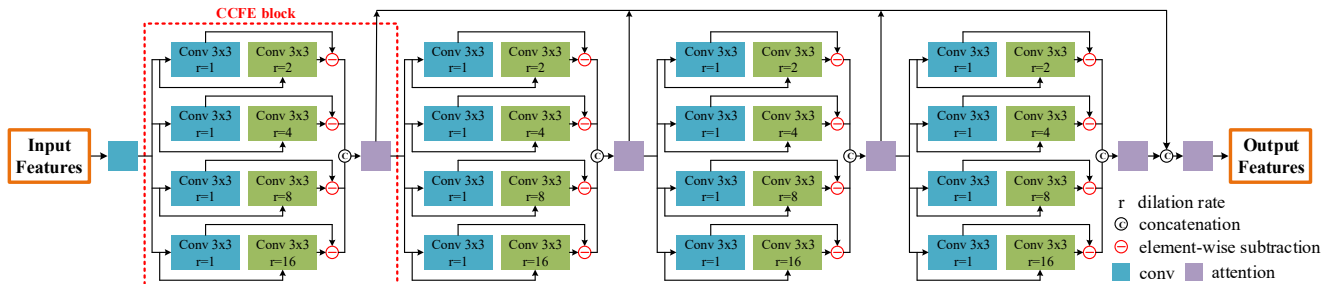 CCFE block
Conv 3x3
r=1
Conv 3x3
r=2
Conv 3x3
r=1
Conv 3x3
r=2
Conv 3x3
r=1
Conv 3x3
r=2
Conv 3x3
r=1
Conv 3x3
r=2
Conv 3x3
r=1
Conv 3x3
r=4
Conv 3x3
r=1
Conv 3x3
r=4
Conv 3x3
r=1
Conv 3x3
r=4
Conv 3x3
r=1
Conv 3x3
r=4
Input
Features
C
C
C
C
C
Output
Features
Conv 3x3
r=1
Conv 3x3
r=8
Conv 3x3
r=1
Conv 3x3
r=8
Conv 3x3
r=1
Conv 3x3
r=8
Conv 3x3
r=1
Conv 3x3
r=8
Conv 3x3
r=1
Conv 3x3
r=16
Conv 3x3
r=1
Conv 3x3
r=16
Conv 3x3
r=1
Conv 3x3
r=16
Conv 3x3
r=1
Conv 3x3
r=16
r dilation rate
C concatenation
element-wise subtraction
conv attention